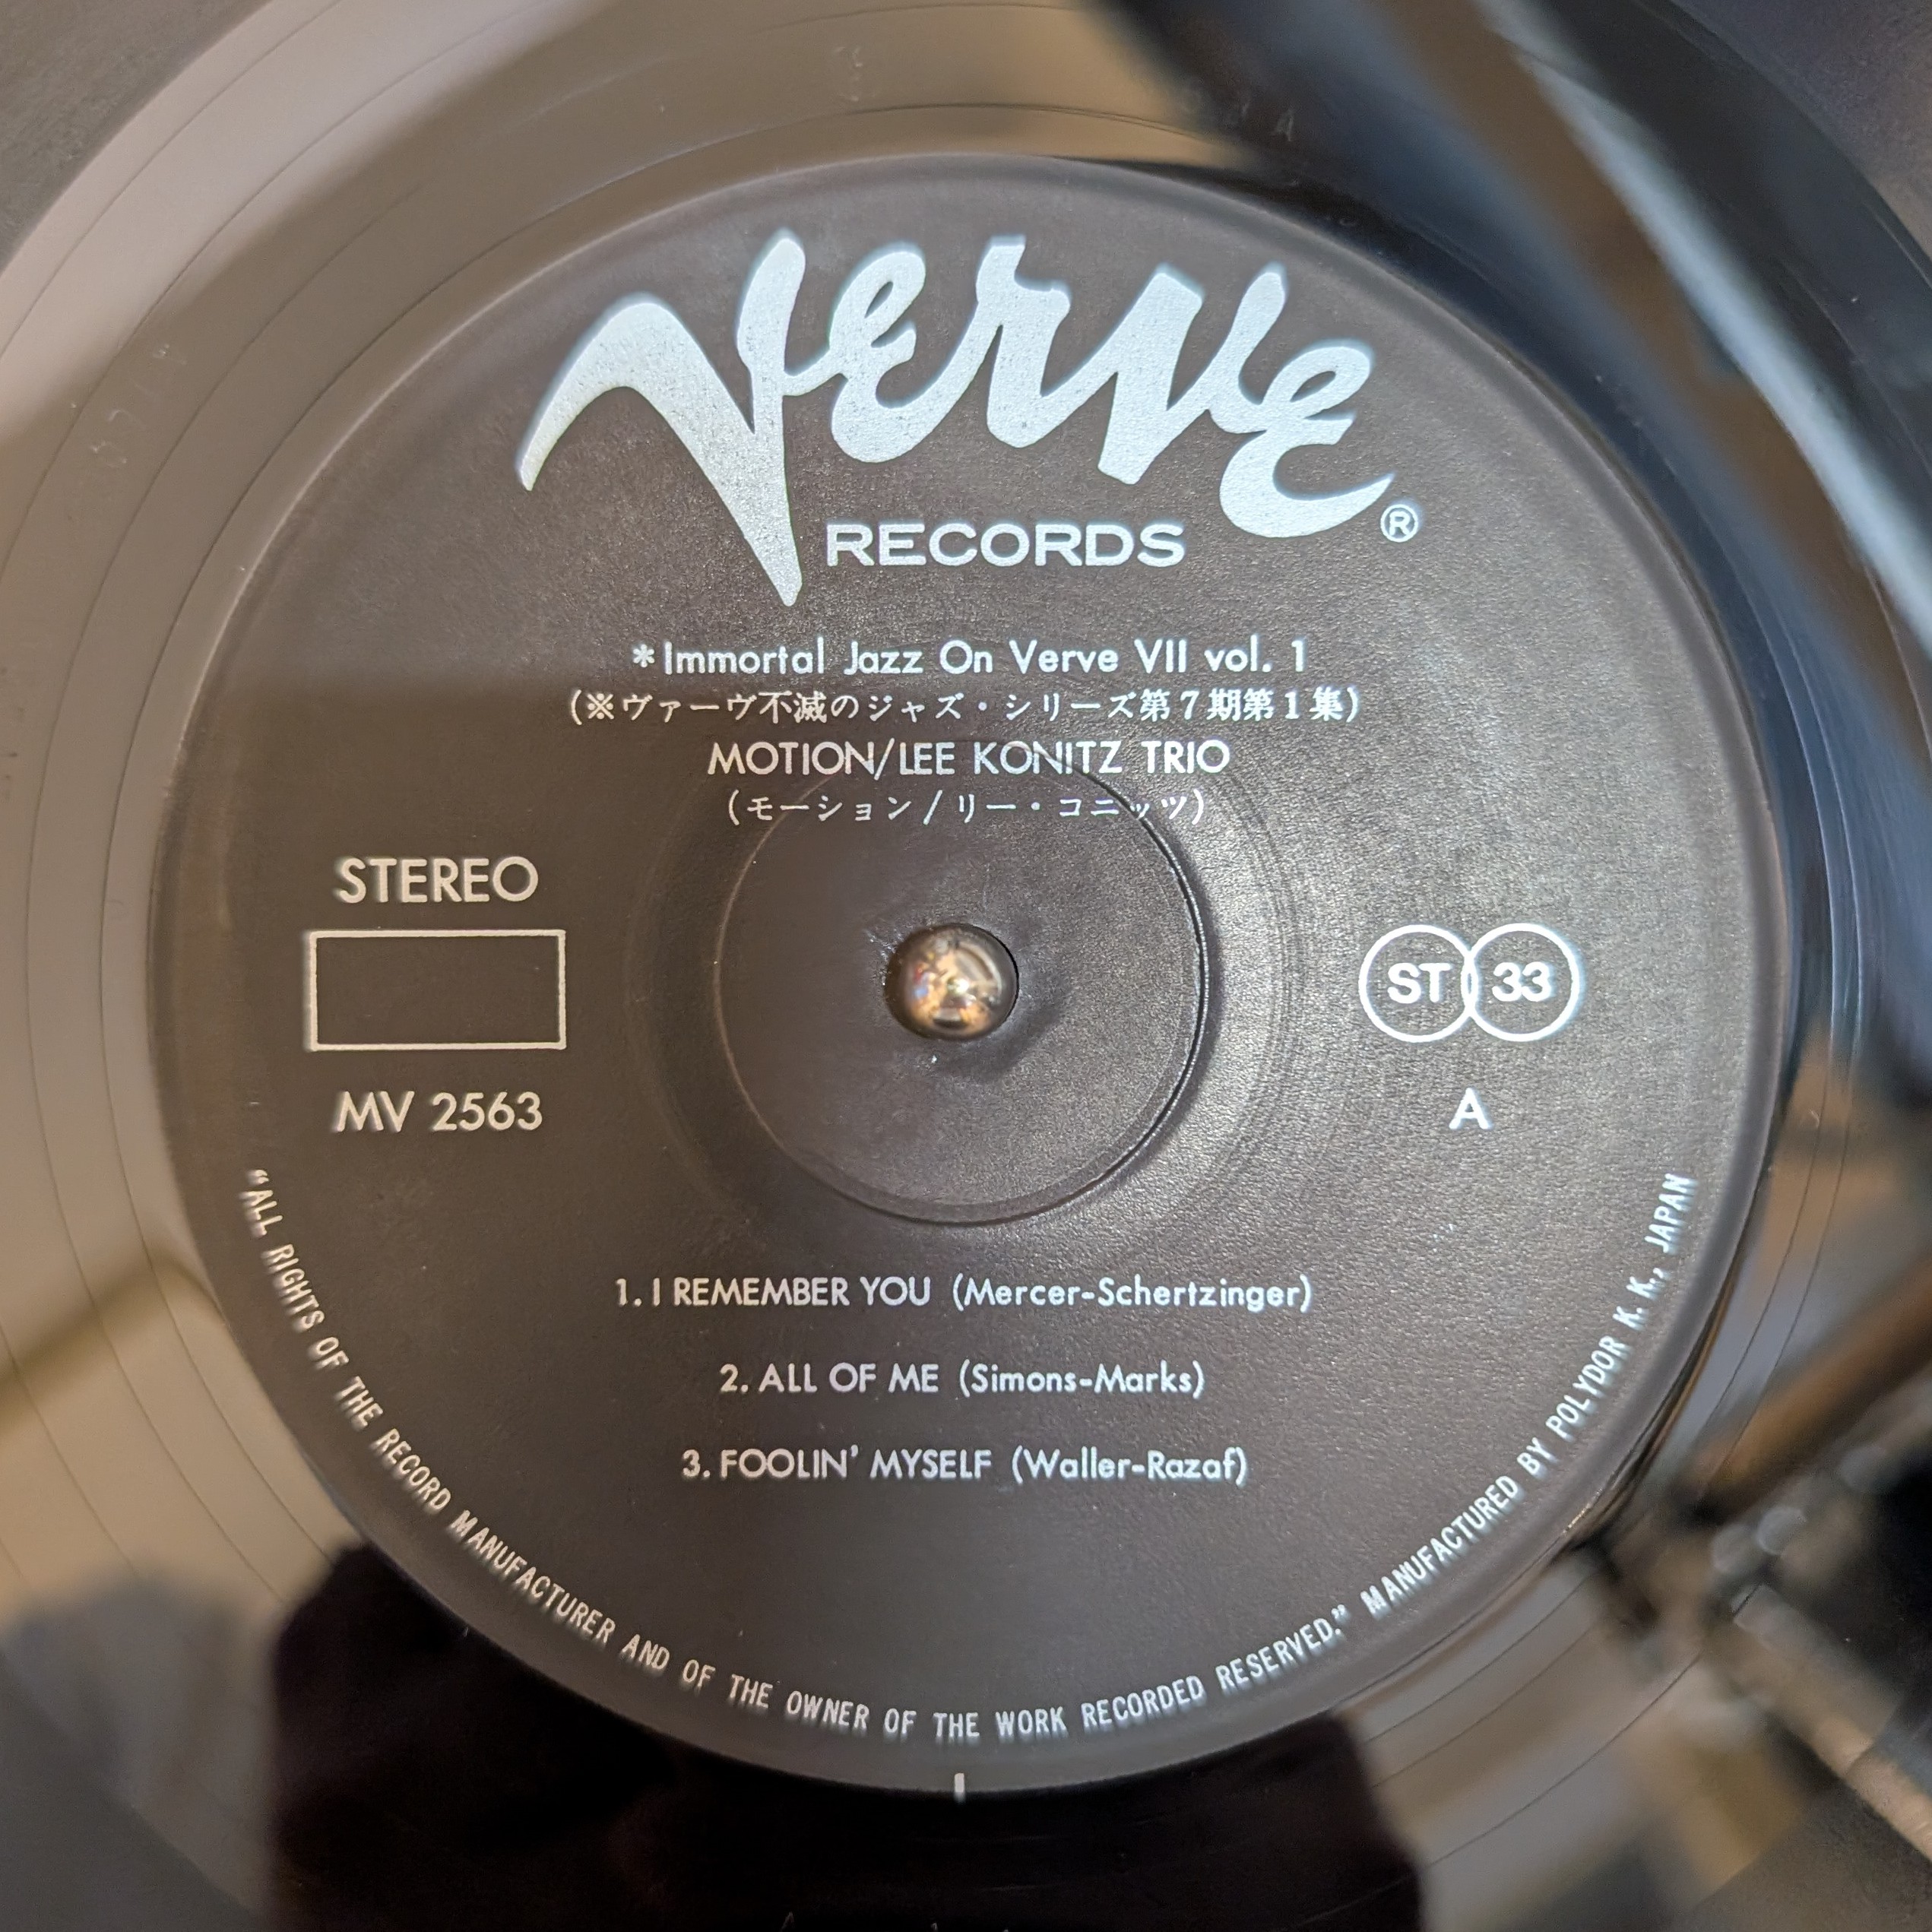 Verve
RECORDS ®
*Immortal Jazz On Verve VII vol. 1
(※ヴァーヴ不滅のジャズ・シリーズ第7期第1集)
MOTION/LEE KONITZ TRIO
(モーション/リー・コニッツ)
STEREO
MV 2563
ST 33
A
1. I REMEMBER YOU (Mercer-Schertzinger)
2. ALL OF ME (Simons-Marks)
3. FOOLIN' MYSELF (Waller-Razaf)
"ALL RIGHTS OF THE RECORD MANUFACTURER AND OF THE OWNER OF THE WORK RECORDED RESERVED." MANUFACTURED BY POLYDOR K. K., JAPAN